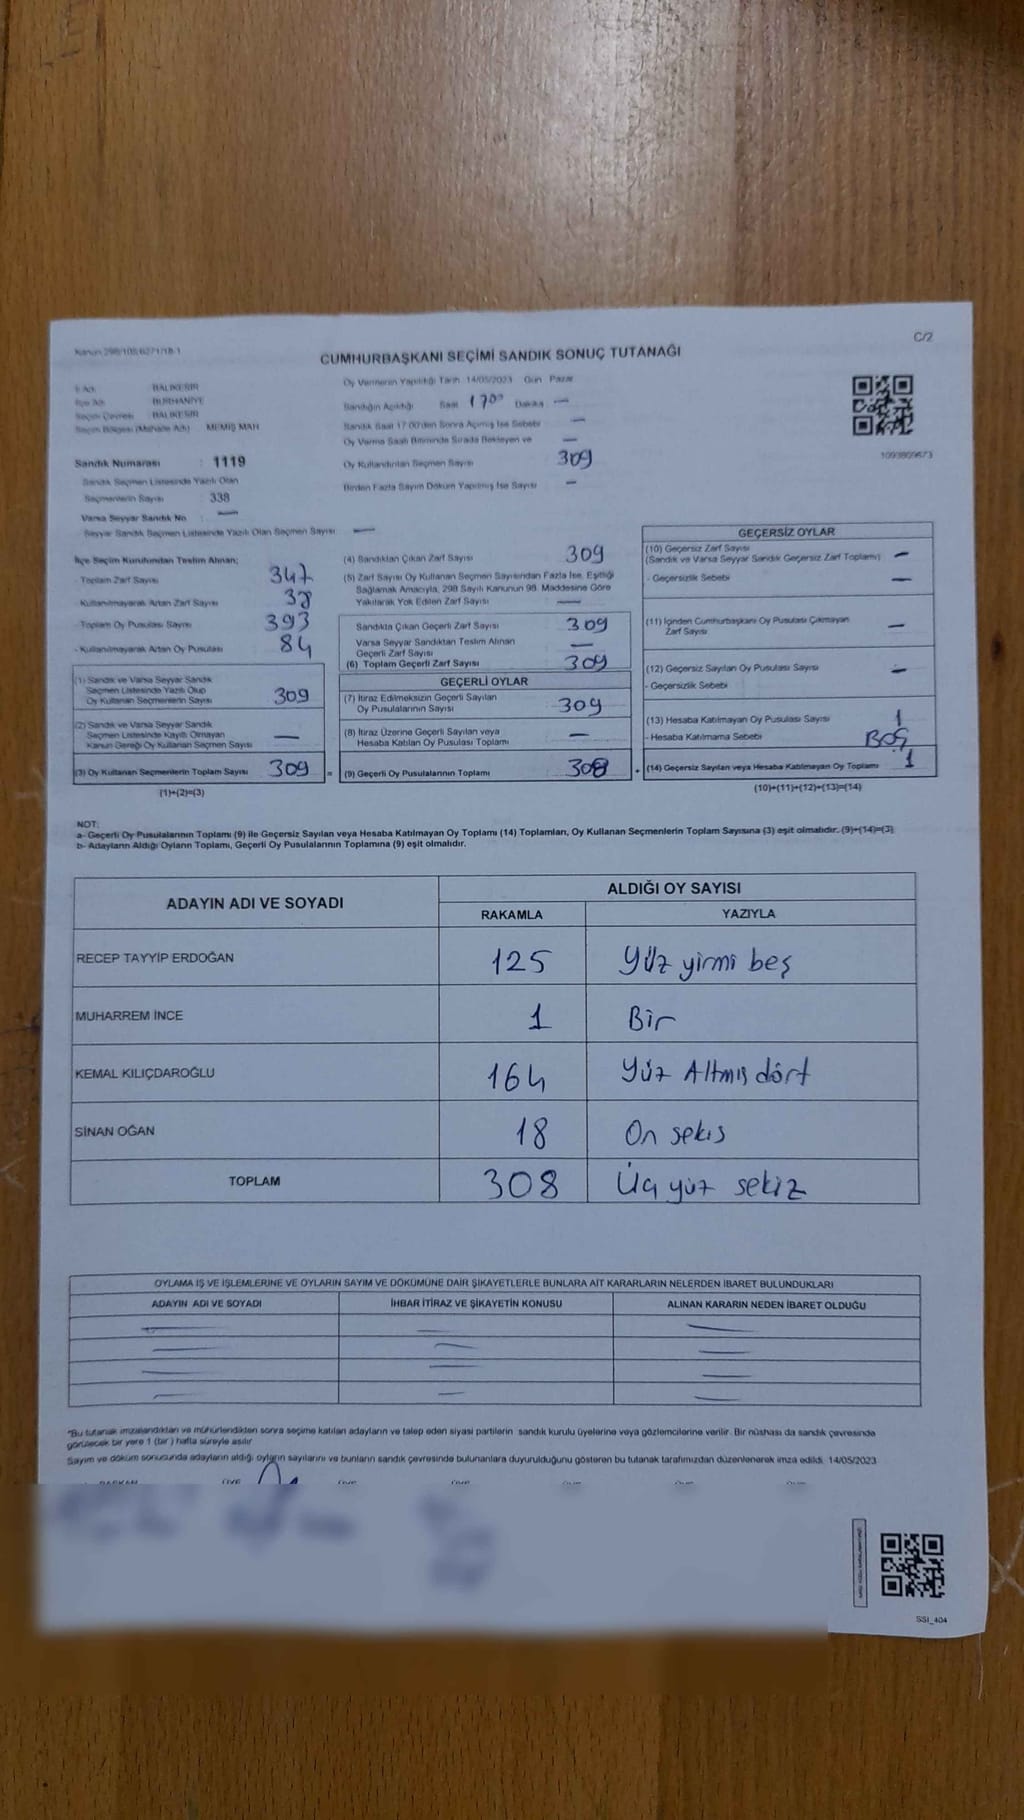 Kanun 298/105/6271/18-1
C/2
CUMHURBAŞKANI SEÇİMİ SANDIK SONUÇ TUTANAĞI
İl Adı : BALIKESİR
İlçe Adı : BURHANİYE
Seçim Çevresi : BALIKESİR
Seçim Bölgesi (Mahalle Adı) : MEMİŞ MAH
Sandık Numarası : 1119
Sandık Seçmen Listesinde Yazılı Olan
Seçmenlerin Sayısı : 338
Varsa Seyyar Sandık No : —
Seyyar Sandık Seçmen Listesinde Yazılı Olan Seçmen Sayısı : —
Oy Vermenin Yapıldığı Tarih 14/05/2023 Gün Pazar
Sandığın Açıldığı Saat 17⁰⁰ Dakika —
Sandık Saat 17:00'den Sonra Açılmış İse Sebebi —
Oy Verme Saati Bitiminde Sırada Bekleyen ve —
Oy Kullandırılan Seçmen Sayısı 309
Birden Fazla Sayım Döküm Yapılmış İse Sayısı —
1093809673
İlçe Seçim Kurulundan Teslim Alınan;
- Toplam Zarf Sayısı 347
- Kullanılmayarak Artan Zarf Sayısı 38
- Toplam Oy Pusulası Sayısı 393
- Kullanılmayarak Artan Oy Pusulası 84
(1) Sandık ve Varsa Seyyar Sandık
Seçmen Listesinde Yazılı Olup
Oy Kullanan Seçmenlerin Sayısı 309
(2) Sandık ve Varsa Seyyar Sandık
Seçmen Listesinde Kayıtlı Olmayan
Kanun Gereği Oy Kullanan Seçmen Sayısı —
(3) Oy Kullanan Seçmenlerin Toplam Sayısı 309 =
(1)+(2)=(3)
(4) Sandıktan Çıkan Zarf Sayısı 309
(5) Zarf Sayısı Oy Kullanan Seçmen Sayısından Fazla İse, Eşitliği
Sağlamak Amacıyla, 298 Sayılı Kanunun 98. Maddesine Göre
Yakılarak Yok Edilen Zarf Sayısı —
Sandıkta Çıkan Geçerli Zarf Sayısı 309
Varsa Seyyar Sandıktan Teslim Alınan
Geçerli Zarf Sayısı —
(6) Toplam Geçerli Zarf Sayısı 309
GEÇERLİ OYLAR
(7) İtiraz Edilmeksizin Geçerli Sayılan
Oy Pusulalarının Sayısı 309
(8) İtiraz Üzerine Geçerli Sayılan veya
Hesaba Katılan Oy Pusulası Toplamı —
(9) Geçerli Oy Pusulalarının Toplamı 308 +
GEÇERSİZ OYLAR
(10) Geçersiz Zarf Sayısı
(Sandık ve Varsa Seyyar Sandık Geçersiz Zarf Toplamı) —
- Geçersizlik Sebebi —
(11) İçinden Cumhurbaşkanı Oy Pusulası Çıkmayan
Zarf Sayısı —
(12) Geçersiz Sayılan Oy Pusulası Sayısı —
- Geçersizlik Sebebi
(13) Hesaba Katılmayan Oy Pusulası Sayısı 1
- Hesaba Katılmama Sebebi BOŞ
(14) Geçersiz Sayılan veya Hesaba Katılmayan Oy Toplamı 1
(10)+(11)+(12)+(13)=(14)
NOT:
a- Geçerli Oy Pusulalarının Toplamı (9) ile Geçersiz Sayılan veya Hesaba Katılmayan Oy Toplamı (14) Toplamları, Oy Kullanan Seçmenlerin Toplam Sayısına (3) eşit olmalıdır. (9)+(14)=(3)
b- Adayların Aldığı Oyların Toplamı, Geçerli Oy Pusulalarının Toplamına (9) eşit olmalıdır.
ADAYIN ADI VE SOYADI
ALDIĞI OY SAYISI
RAKAMLA YAZIYLA
RECEP TAYYİP ERDOĞAN 125 Yüz yirmi beş
MUHARREM İNCE 1 Bir
KEMAL KILIÇDAROĞLU 164 Yüz Altmış dört
SİNAN OĞAN 18 On sekis
TOPLAM 308 Üç yüz sekiz
OYLAMA İŞ VE İŞLEMLERİNE VE OYLARIN SAYIM VE DÖKÜMÜNE DAİR ŞİKAYETLERLE BUNLARA AİT KARARLARIN NELERDEN İBARET BULUNDUKLARI
ADAYIN ADI VE SOYADI İHBAR İTİRAZ VE ŞİKAYETİN KONUSU ALINAN KARARIN NEDEN İBARET OLDUĞU
— — —
— — —
— — —
— — —
"Bu tutanak imzalandıktan ve mühürlendikten sonra seçime katılan adayların ve talep eden siyasi partilerin sandık kurulu üyelerine veya gözlemcilerine verilir. Bir nüshası da sandık çevresinde
görülecek bir yere 1 (bir) hafta süreyle asılır.
Sayım ve döküm sonucunda adayların aldığı oyların sayılarını ve bunların sandık çevresinde bulunanlara duyurulduğunu gösteren bu tutanak tarafımızdan düzenlenerek imza edildi. 14/05/2023
BAŞKAN ÜYE ÜYE ÜYE ÜYE ÜYE
SSI_404